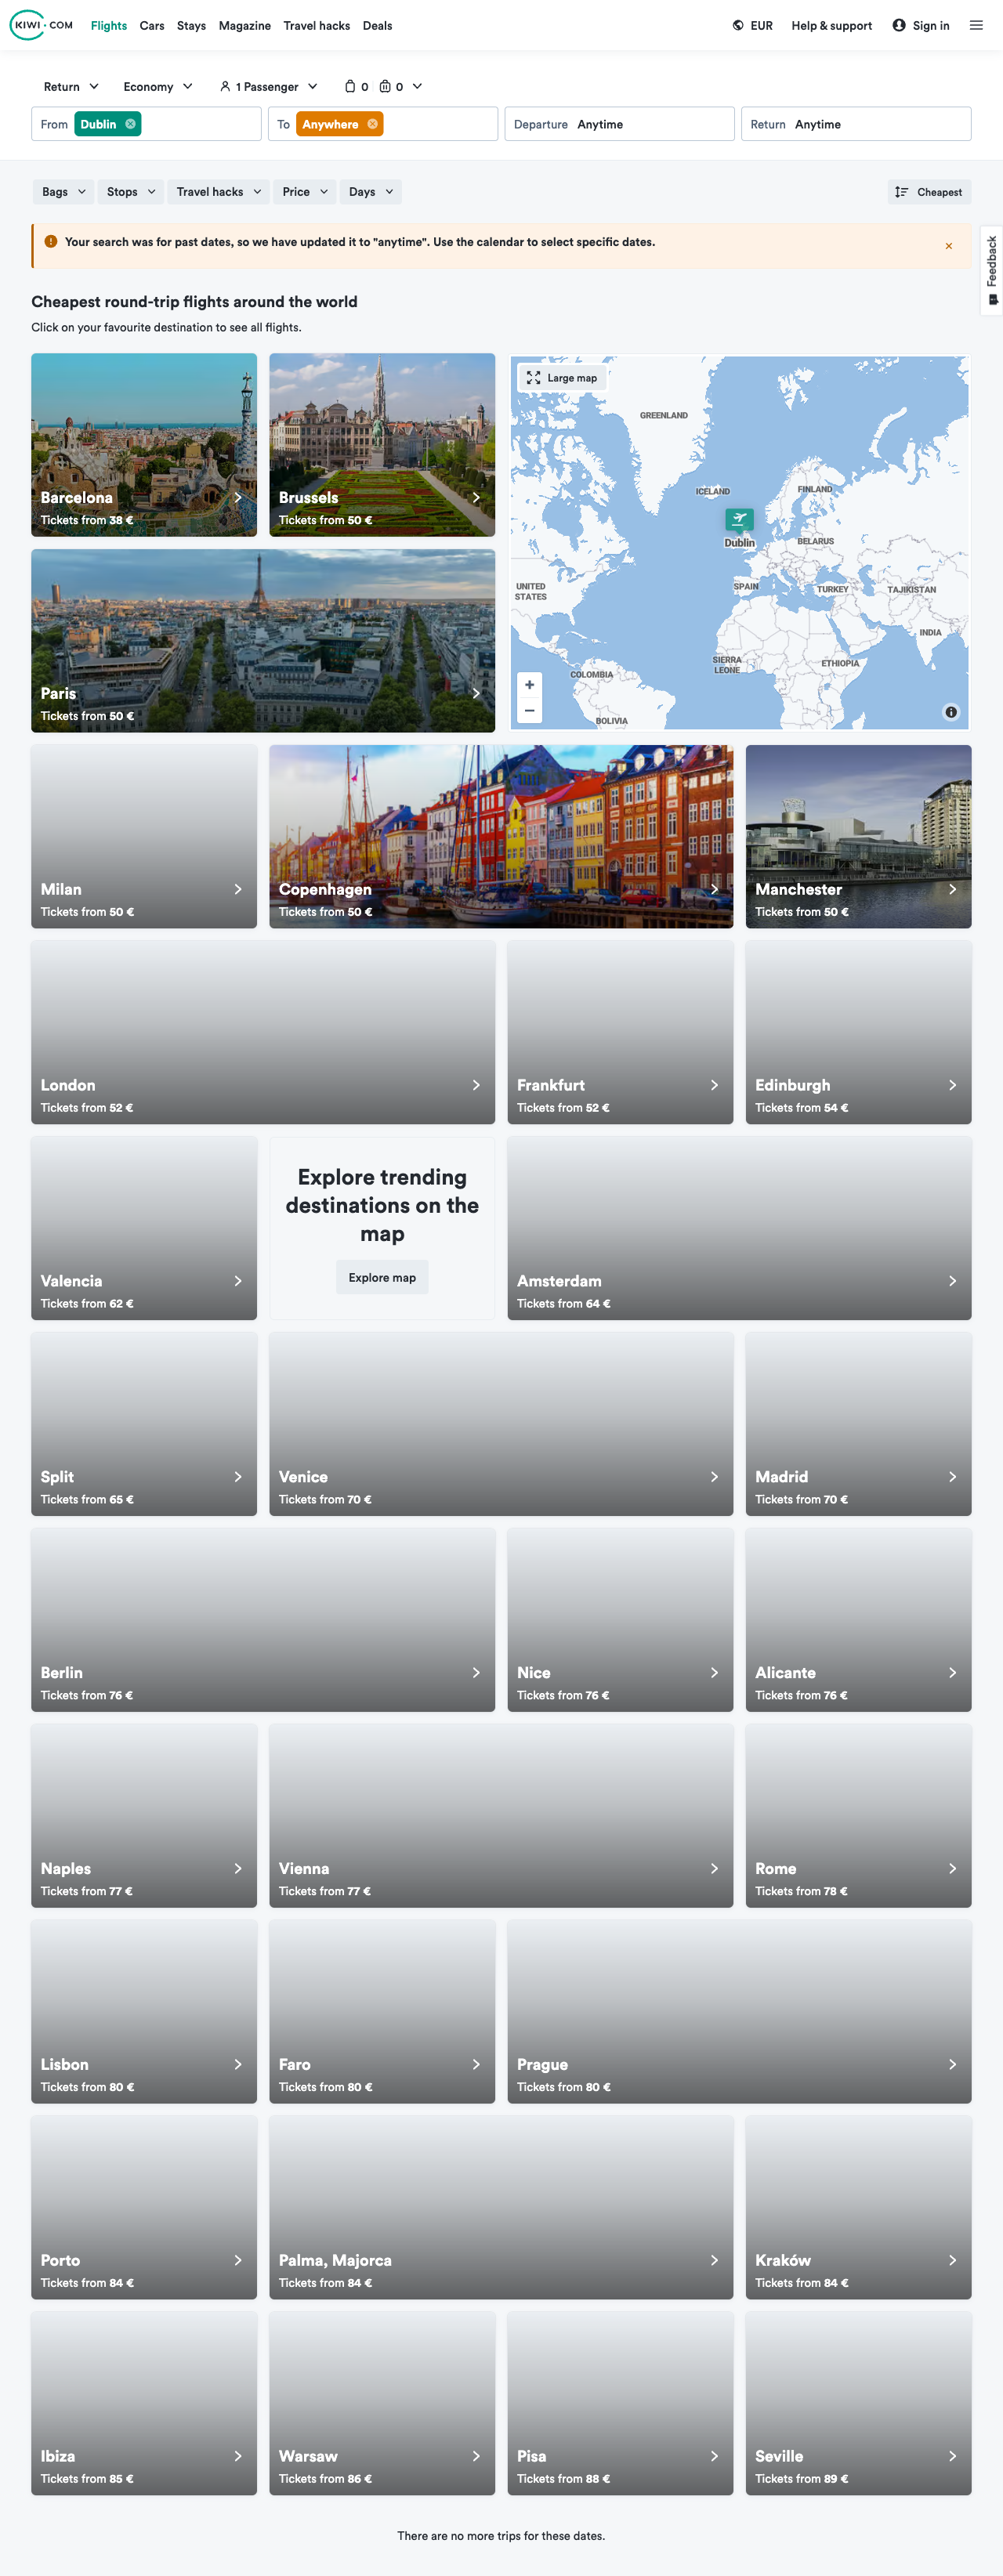 KIWI.COM
Flights
Cars
Stays
Magazine
Travel hacks
Deals
EUR
Help & support
Sign in
Return
Economy
1 Passenger
0
0
From
Dublin
To
Anywhere
Departure
Anytime
Return
Anytime
Bags
Stops
Travel hacks
Price
Days
Cheapest
Your search was for past dates, so we have updated it to "anytime". Use the calendar to select specific dates.
Feedback
Cheapest round-trip flights around the world
Click on your favourite destination to see all flights.
Barcelona
Tickets from 38 €
Brussels
Tickets from 50 €
Large map
GREENLAND
ICELAND
FINLAND
Dublin
BELARUS
UNITED
STATES
SPAIN
TURKEY
TAJIKISTAN
INDIA
SIERRA
LEONE
ETHIOPIA
COLOMBIA
BOLIVIA
+
−
Paris
Tickets from 50 €
Milan
Tickets from 50 €
Copenhagen
Tickets from 50 €
Manchester
Tickets from 50 €
London
Tickets from 52 €
Frankfurt
Tickets from 52 €
Edinburgh
Tickets from 54 €
Valencia
Tickets from 62 €
Explore trending
destinations on the
map
Explore map
Amsterdam
Tickets from 64 €
Split
Tickets from 65 €
Venice
Tickets from 70 €
Madrid
Tickets from 70 €
Berlin
Tickets from 76 €
Nice
Tickets from 76 €
Alicante
Tickets from 76 €
Naples
Tickets from 77 €
Vienna
Tickets from 77 €
Rome
Tickets from 78 €
Lisbon
Tickets from 80 €
Faro
Tickets from 80 €
Prague
Tickets from 80 €
Porto
Tickets from 84 €
Palma, Majorca
Tickets from 84 €
Kraków
Tickets from 84 €
Ibiza
Tickets from 85 €
Warsaw
Tickets from 86 €
Pisa
Tickets from 88 €
Seville
Tickets from 89 €
There are no more trips for these dates.